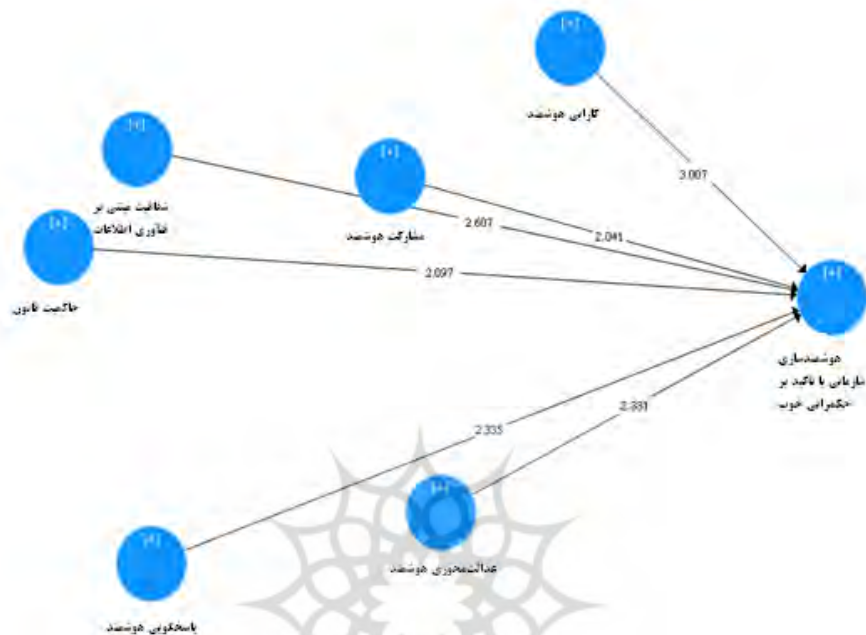 [+]
کارایی هوشمند
3.007
[+]
شفافیت مبتنی بر
فناوری اطلاعات
[+]
مشارکت هوشمند
2.607
2.041
[+]
حاکمیت قانون
2.097
[+]
هوشمندسازی
سازمانی با تاکید بر
حکمرانی خوب
2.335
2.331
[+]
عدالت‌محوری هوشمند
[+]
پاسخگویی هوشمند